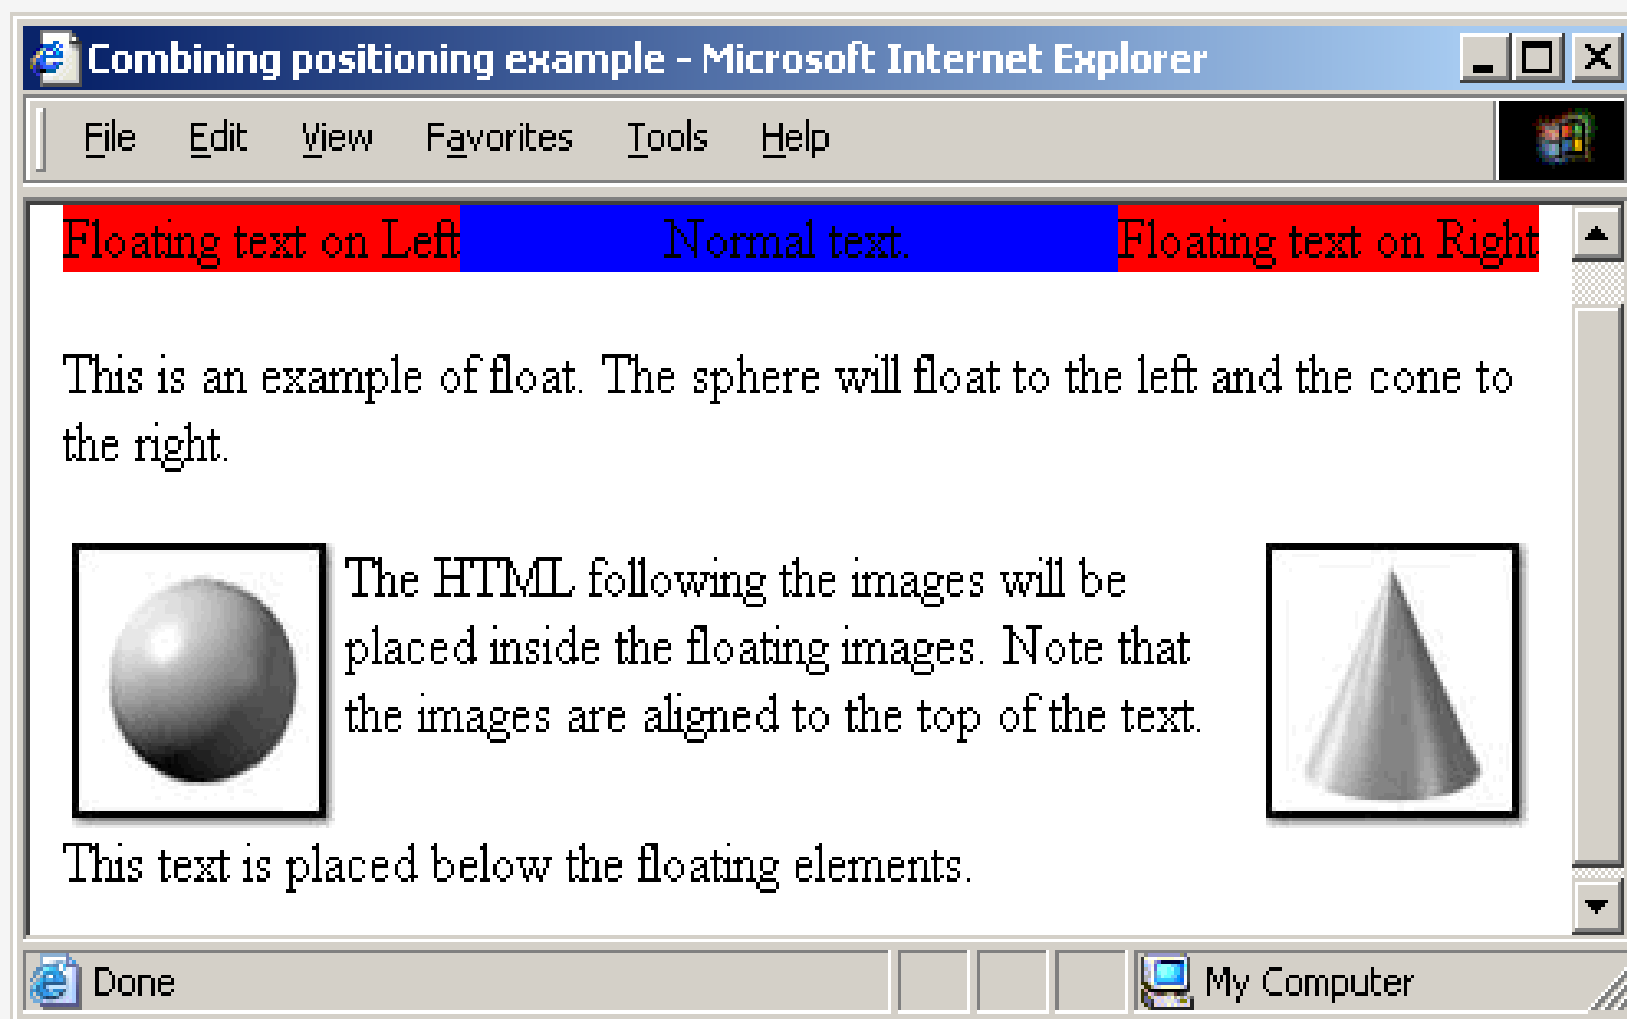 Combining positioning example - Microsoft Internet Explorer
File Edit View Favorites Tools Help
Floating text on Left Normal text. Floating text on Right
This is an example of float. The sphere will float to the left and the cone to
the right.
The HTML following the images will be
placed inside the floating images. Note that
the images are aligned to the top of the text.
This text is placed below the floating elements.
Done My Computer